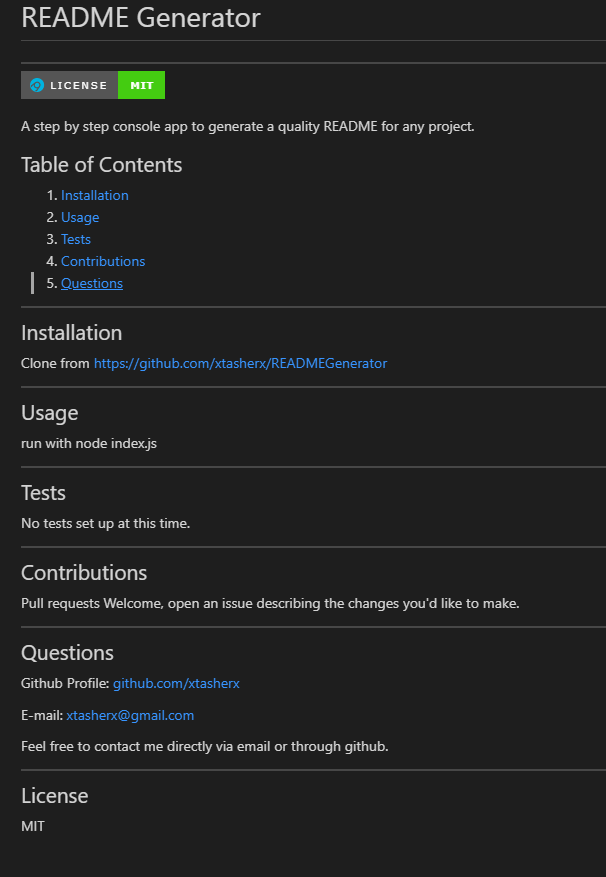 README Generator
LICENSE MIT
A step by step console app to generate a quality README for any project.
Table of Contents
1. Installation
2. Usage
3. Tests
4. Contributions
5. Questions
Installation
Clone from https://github.com/xtasherx/READMEGenerator
Usage
run with node index.js
Tests
No tests set up at this time.
Contributions
Pull requests Welcome, open an issue describing the changes you'd like to make.
Questions
Github Profile: github.com/xtasherx
E-mail: xtasherx@gmail.com
Feel free to contact me directly via email or through github.
License
MIT